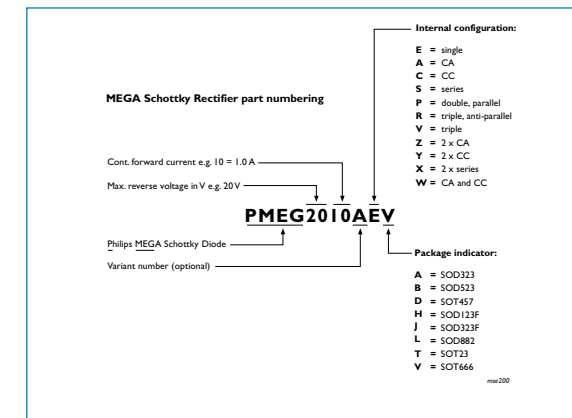 Internal configuration:
E = single
A = CA
C = CC
S = series
P = double, parallel
R = triple, anti-parallel
V = triple
Z = 2 x CA
Y = 2 x CC
X = 2 x series
W = CA and CC
MEGA Schottky Rectifier part numbering
Cont. forward current e.g. 10 = 1.0 A
Max. reverse voltage in V e.g. 20 V
PMEG2010AEV
Philips MEGA Schottky Diode
Variant number (optional)
Package indicator:
A = SOD323
B = SOD523
D = SOT457
H = SOD123F
J = SOD323F
L = SOD882
T = SOT23
V = SOT666
mse200